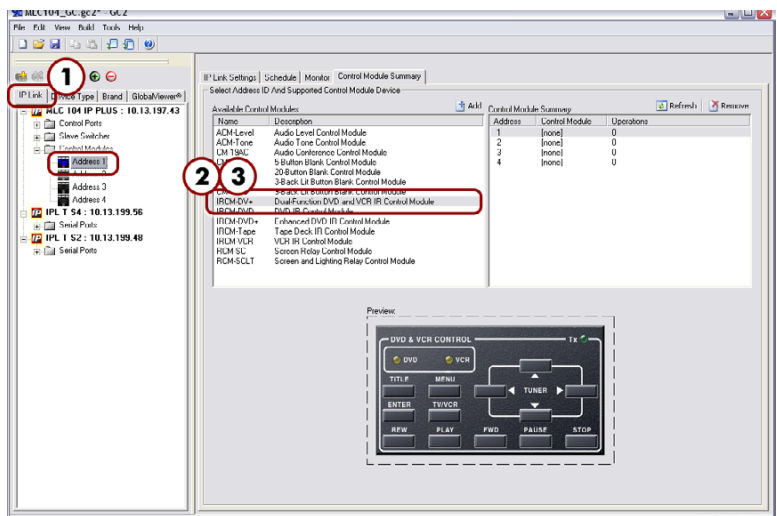 MLC104_GC.gc2* - GC2
File Edit View Build Tools Help
1
IP Link Device Type Brand GlobalViewer®
MLC 104 IP PLUS : 10.13.197.43
Control Ports
Slave Switcher
Control Modules
Address 1
Address 2
Address 3
Address 4
IPL T S4 : 10.13.199.56
Serial Ports
IPL T S2 : 10.13.199.48
Serial Ports
IP Link Settings Schedule Monitor Control Module Summary
Select Address ID And Supported Control Module Device
Available Control Modules: Add
Name Description
ACM-Level Audio Level Control Module
ACM-Tone Audio Tone Control Module
CM 19AC Audio Conference Control Module
5 Button Blank Control Module
20-Button Blank Control Module
3-Back Lit Button Blank Control Module
9-Back Lit Button Blank Control Module
2 3
IRCM-DV+ Dual-Function DVD and VCR IR Control Module
IRCM-DVD DVD IR Control Module
IRCM-DVD+ Enhanced DVD IR Control Module
IRCM-Tape Tape Deck IR Control Module
IRCM VCR VCR IR Control Module
RCM SC Screen Relay Control Module
RCM-SCLT Screen and Lighting Relay Control Module
Control Module Summary Refresh Remove
Address Control Module Operations
1 [none] 0
2 [none] 0
3 [none] 0
4 [none] 0
Preview:
DVD & VCR CONTROL Tx
DVD VCR
TITLE MENU
TUNER
ENTER TV/VCR
REW PLAY FWD PAUSE STOP